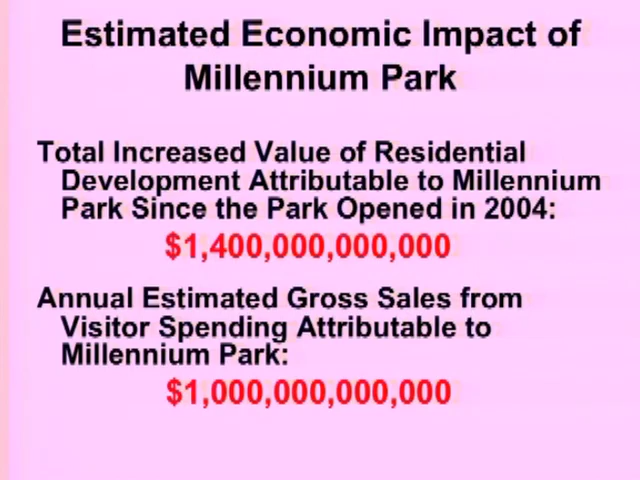 Estimated Economic Impact of
Millennium Park
Total Increased Value of Residential
Development Attributable to Millennium
Park Since the Park Opened in 2004:
$1,400,000,000,000
Annual Estimated Gross Sales from
Visitor Spending Attributable to
Millennium Park:
$1,000,000,000,000